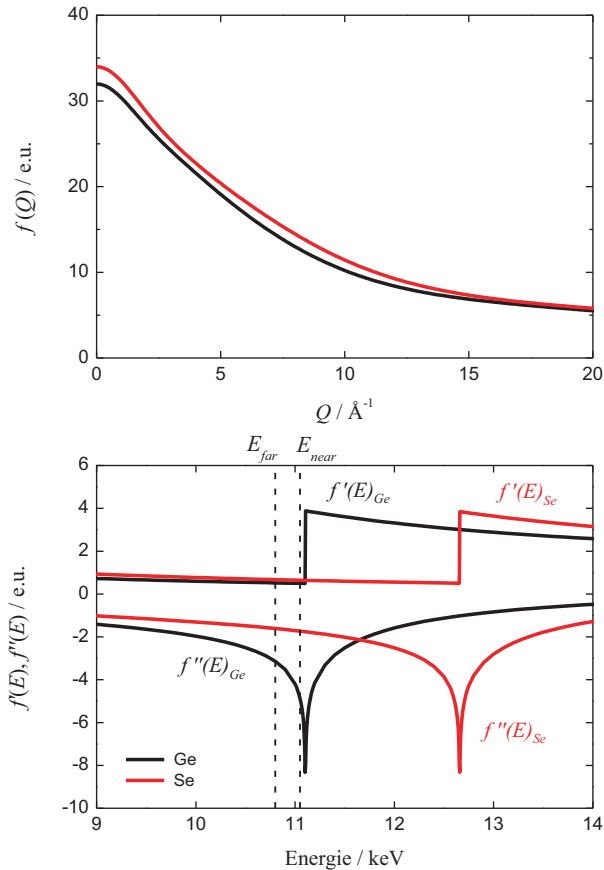 40
30
20
10
0
f (Q) / e.u.
0 5 10 15 20
Q / Å⁻¹
E_far E_near
6
4
2
0
-2
-4
-6
-8
-10
f'(E), f''(E) / e.u.
f'(E)_Ge
f'(E)_Se
f''(E)_Ge
f''(E)_Se
Ge
Se
9 10 11 12 13 14
Energie / keV